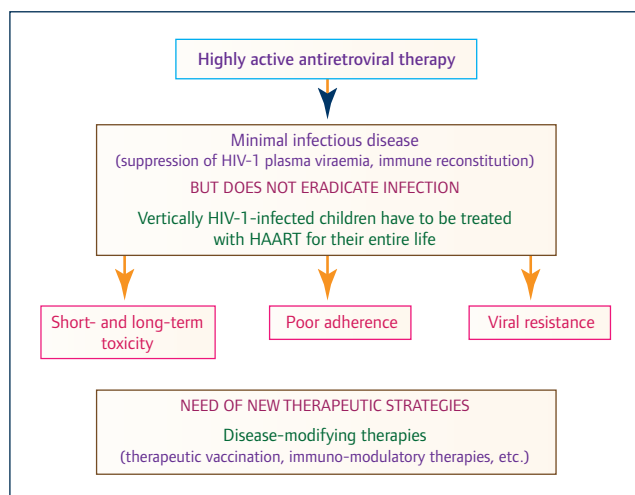 Highly active antiretroviral therapy
Minimal infectious disease
(suppression of HIV-1 plasma viraemia, immune reconstitution)
BUT DOES NOT ERADICATE INFECTION
Vertically HIV-1-infected children have to be treated
with HAART for their entire life
Short- and long-term
toxicity
Poor adherence
Viral resistance
NEED OF NEW THERAPEUTIC STRATEGIES
Disease-modifying therapies
(therapeutic vaccination, immuno-modulatory therapies, etc.)